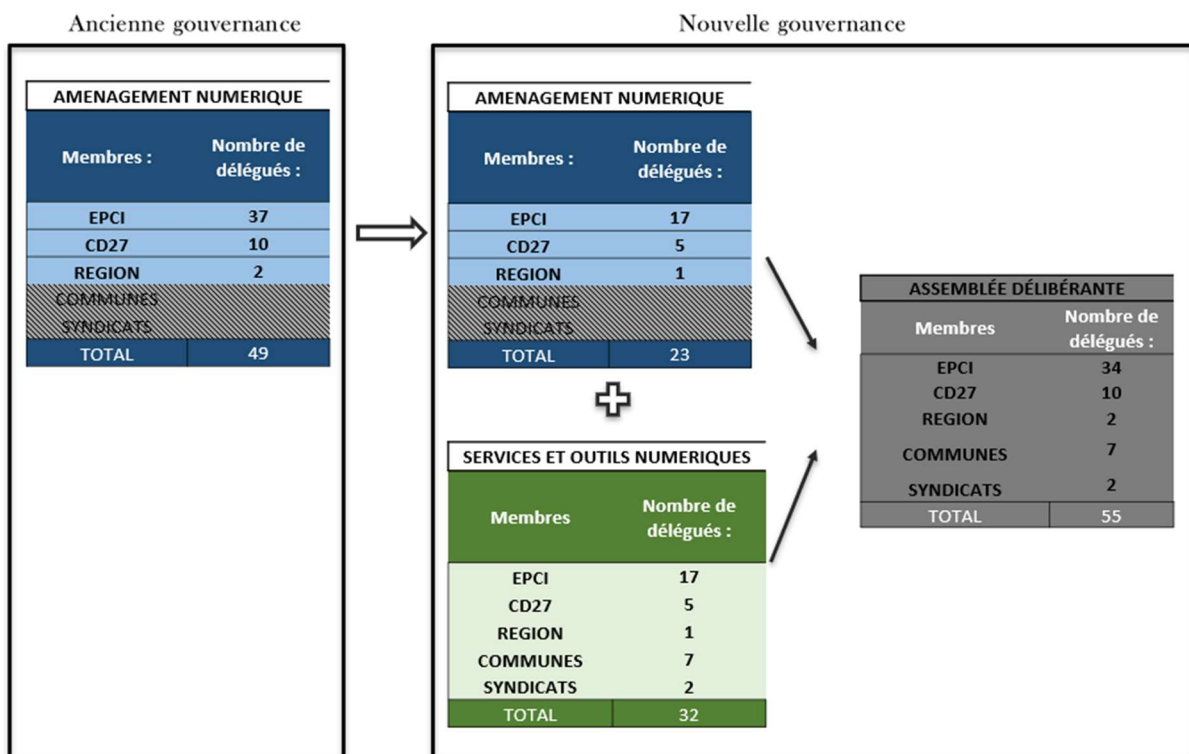 Ancienne gouvernance
Nouvelle gouvernance
AMENAGEMENT NUMERIQUE
Membres :
Nombre de
délégués :
EPCI 37
CD27 10
REGION 2
COMMUNES
SYNDICATS
TOTAL 49
AMENAGEMENT NUMERIQUE
Membres :
Nombre de
délégués :
EPCI 17
CD27 5
REGION 1
COMMUNES
SYNDICATS
TOTAL 23
SERVICES ET OUTILS NUMERIQUES
Membres
Nombre de
délégués :
EPCI 17
CD27 5
REGION 1
COMMUNES 7
SYNDICATS 2
TOTAL 32
ASSEMBLÉE DÉLIBÉRANTE
Membres
Nombre de
délégués :
EPCI 34
CD27 10
REGION 2
COMMUNES 7
SYNDICATS 2
TOTAL 55